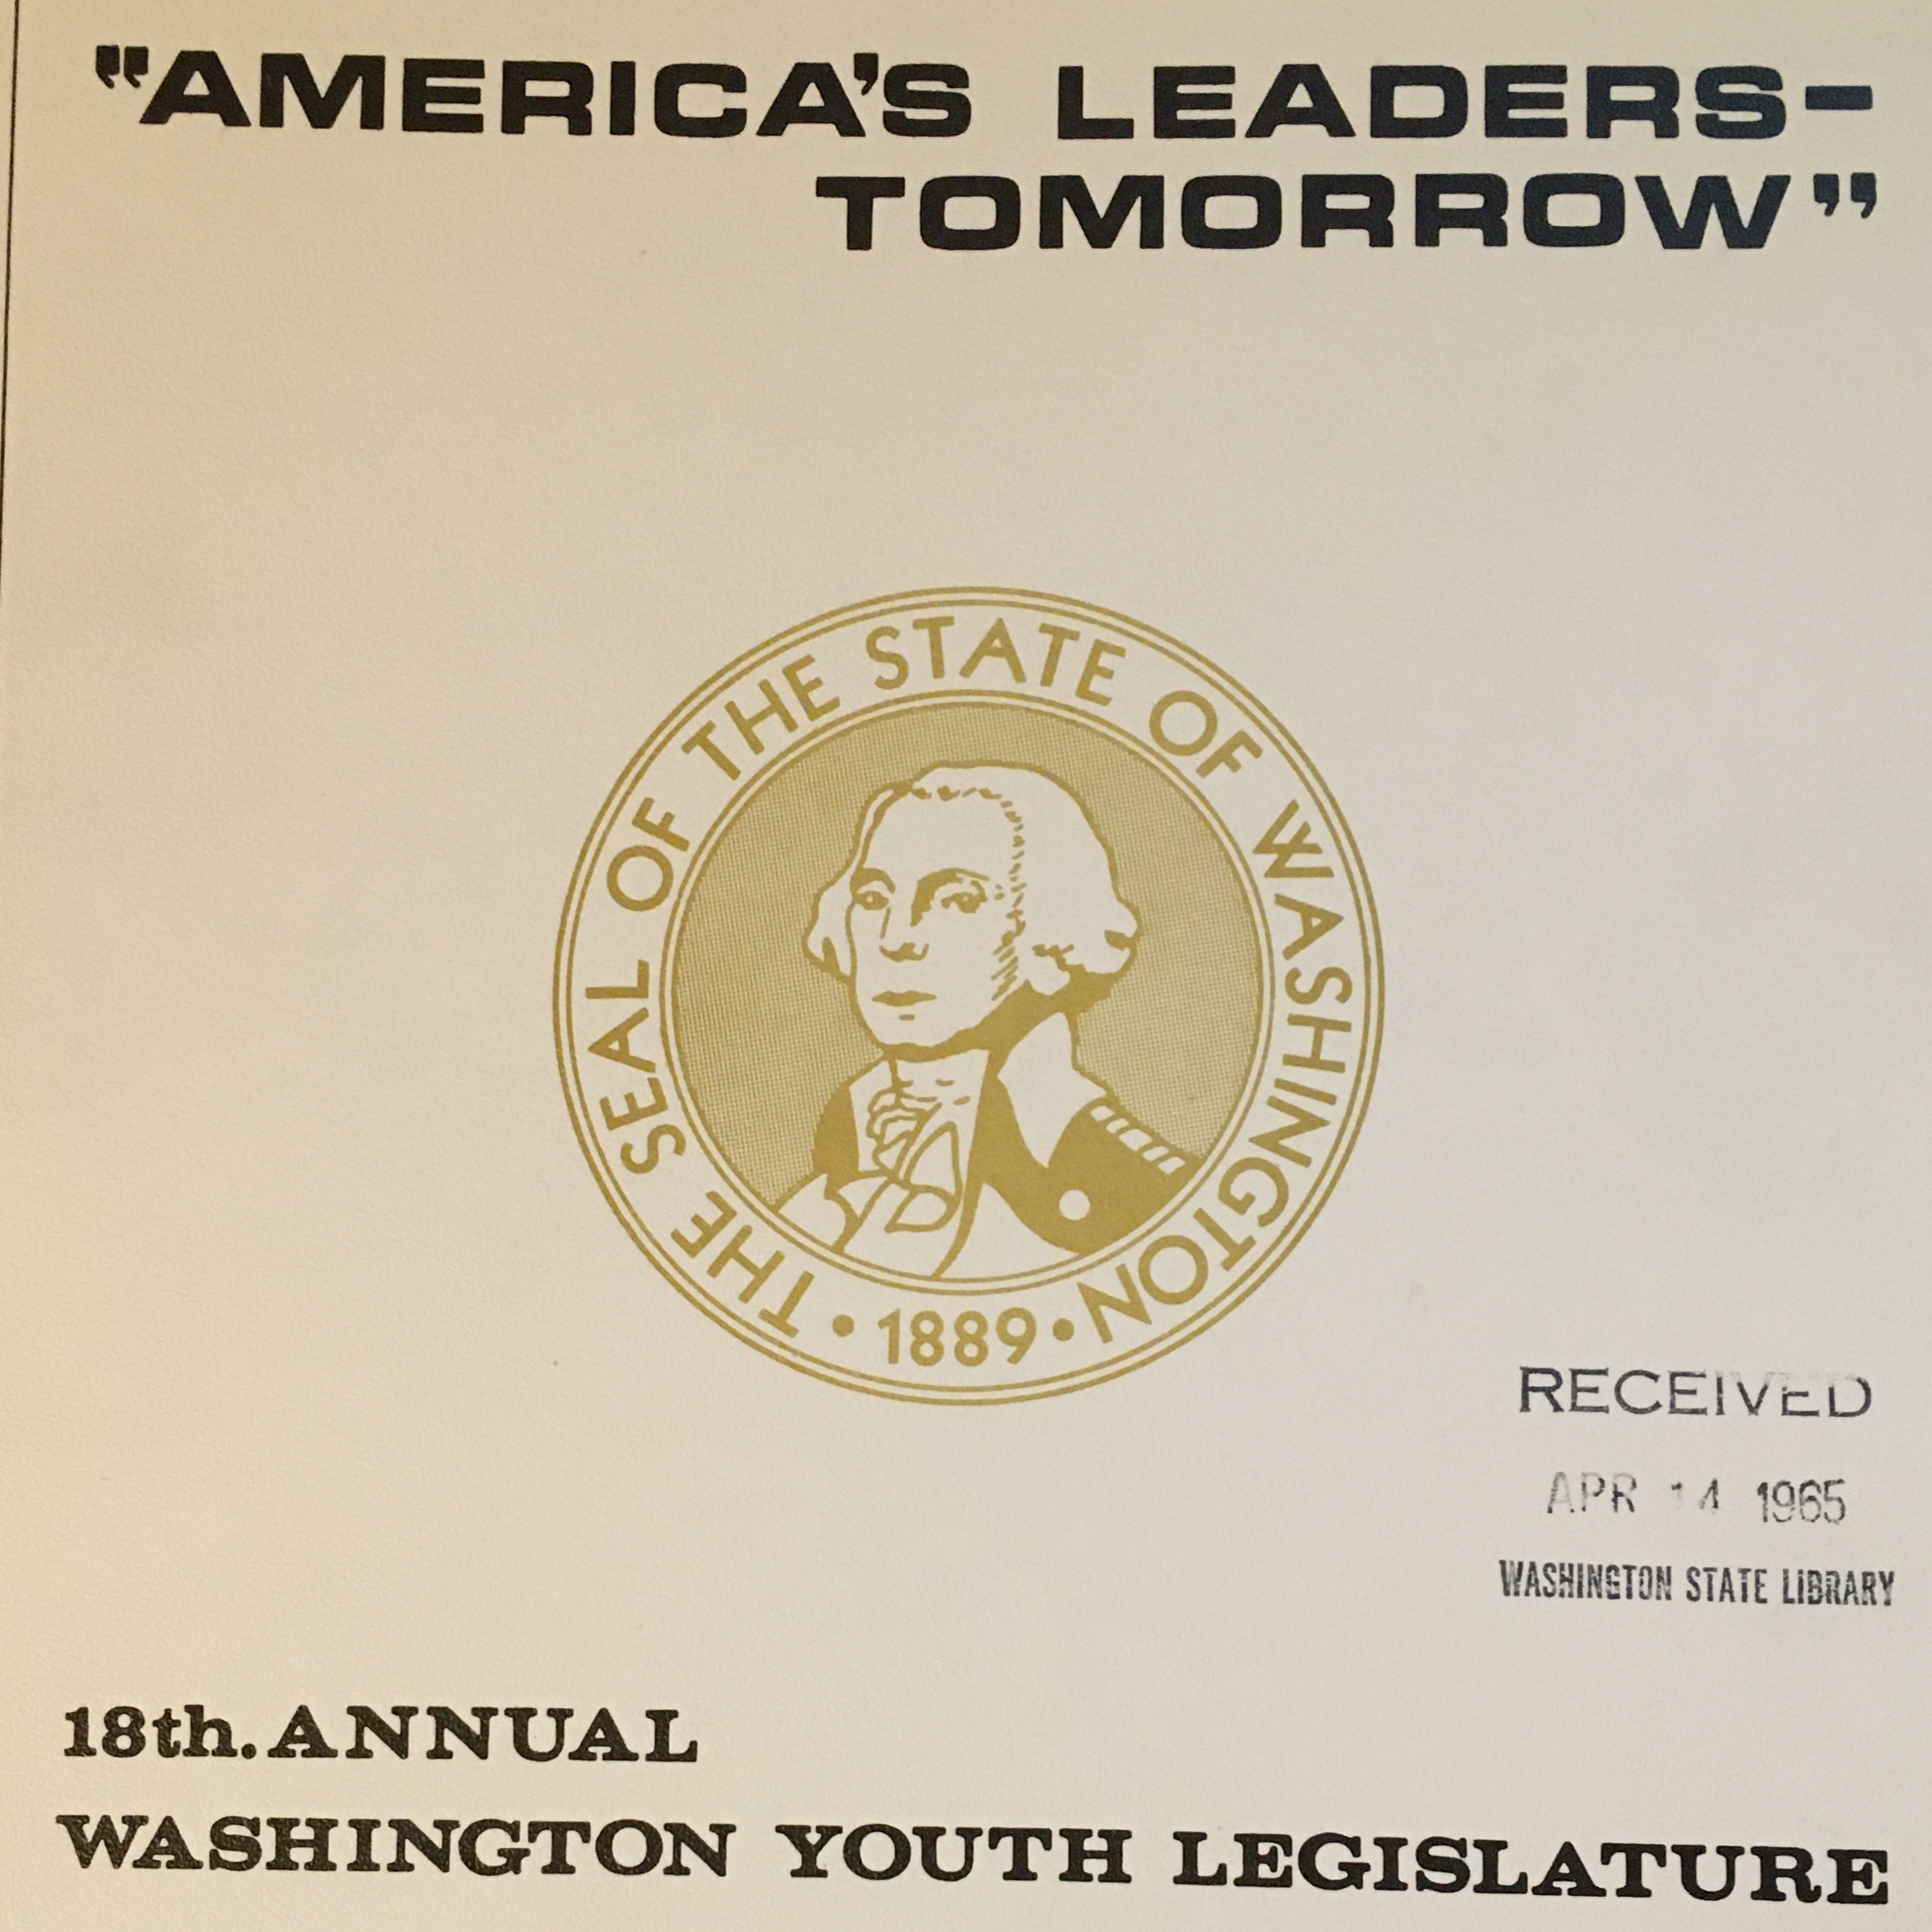 "AMERICA'S LEADERS-
TOMORROW"
THE SEAL OF THE STATE OF WASHINGTON
• 1889 •
RECEIVED
APR 14 1965
WASHINGTON STATE LIBRARY
18th. ANNUAL
WASHINGTON YOUTH LEGISLATURE